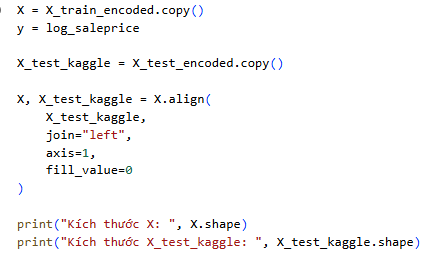 X = X_train_encoded.copy()
y = log_saleprice
X_test_kaggle = X_test_encoded.copy()
X, X_test_kaggle = X.align(
    X_test_kaggle,
    join="left",
    axis=1,
    fill_value=0
)
print("Kích thước X: ", X.shape)
print("Kích thước X_test_kaggle: ", X_test_kaggle.shape)